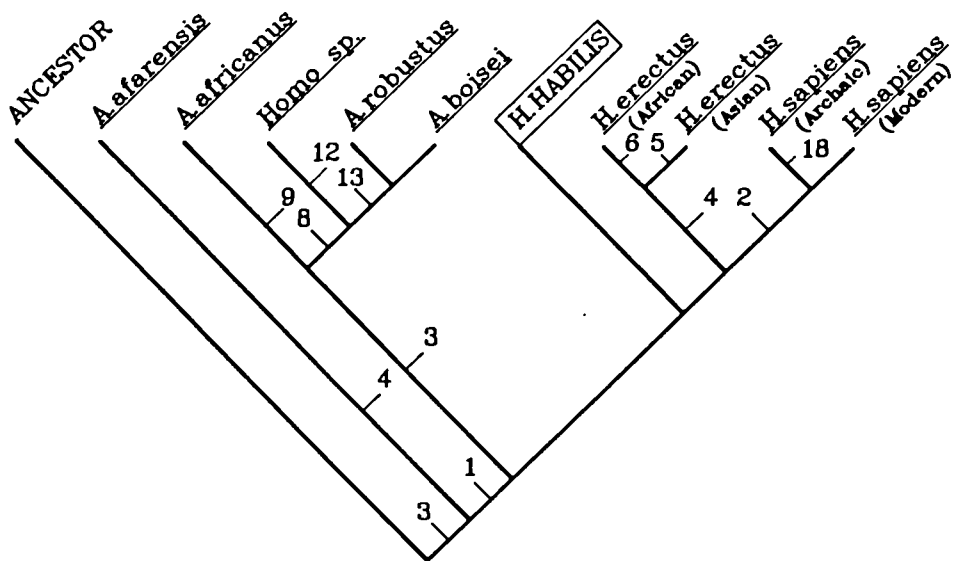 ANCESTOR
A.afarensis
A.africanus
Homo sp.
A.robustus
A.boisei
H.HABILIS
H.erectus
(African)
H.erectus
(Asian)
H.sapiens
(Archaic)
H.sapiens
(Modern)
12
6
5
18
13
9
8
4
2
3
4
1
3